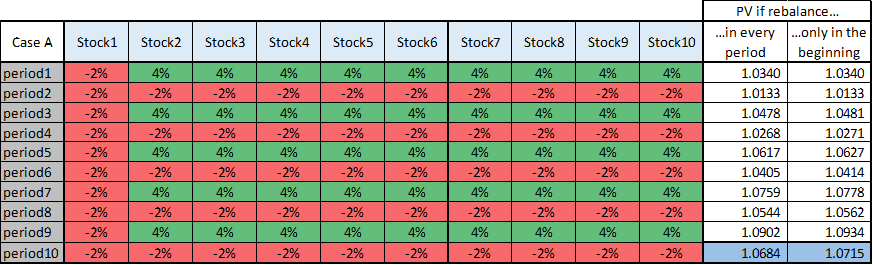 PV if rebalance…
Case A Stock1 Stock2 Stock3 Stock4 Stock5 Stock6 Stock7 Stock8 Stock9 Stock10 …in every period …only in the beginning
period1 -2% 4% 4% 4% 4% 4% 4% 4% 4% 4% 1.0340 1.0340
period2 -2% -2% -2% -2% -2% -2% -2% -2% -2% -2% 1.0133 1.0133
period3 -2% 4% 4% 4% 4% 4% 4% 4% 4% 4% 1.0478 1.0481
period4 -2% -2% -2% -2% -2% -2% -2% -2% -2% -2% 1.0268 1.0271
period5 -2% 4% 4% 4% 4% 4% 4% 4% 4% 4% 1.0617 1.0627
period6 -2% -2% -2% -2% -2% -2% -2% -2% -2% -2% 1.0405 1.0414
period7 -2% 4% 4% 4% 4% 4% 4% 4% 4% 4% 1.0759 1.0778
period8 -2% -2% -2% -2% -2% -2% -2% -2% -2% -2% 1.0544 1.0562
period9 -2% 4% 4% 4% 4% 4% 4% 4% 4% 4% 1.0902 1.0934
period10 -2% -2% -2% -2% -2% -2% -2% -2% -2% -2% 1.0684 1.0715